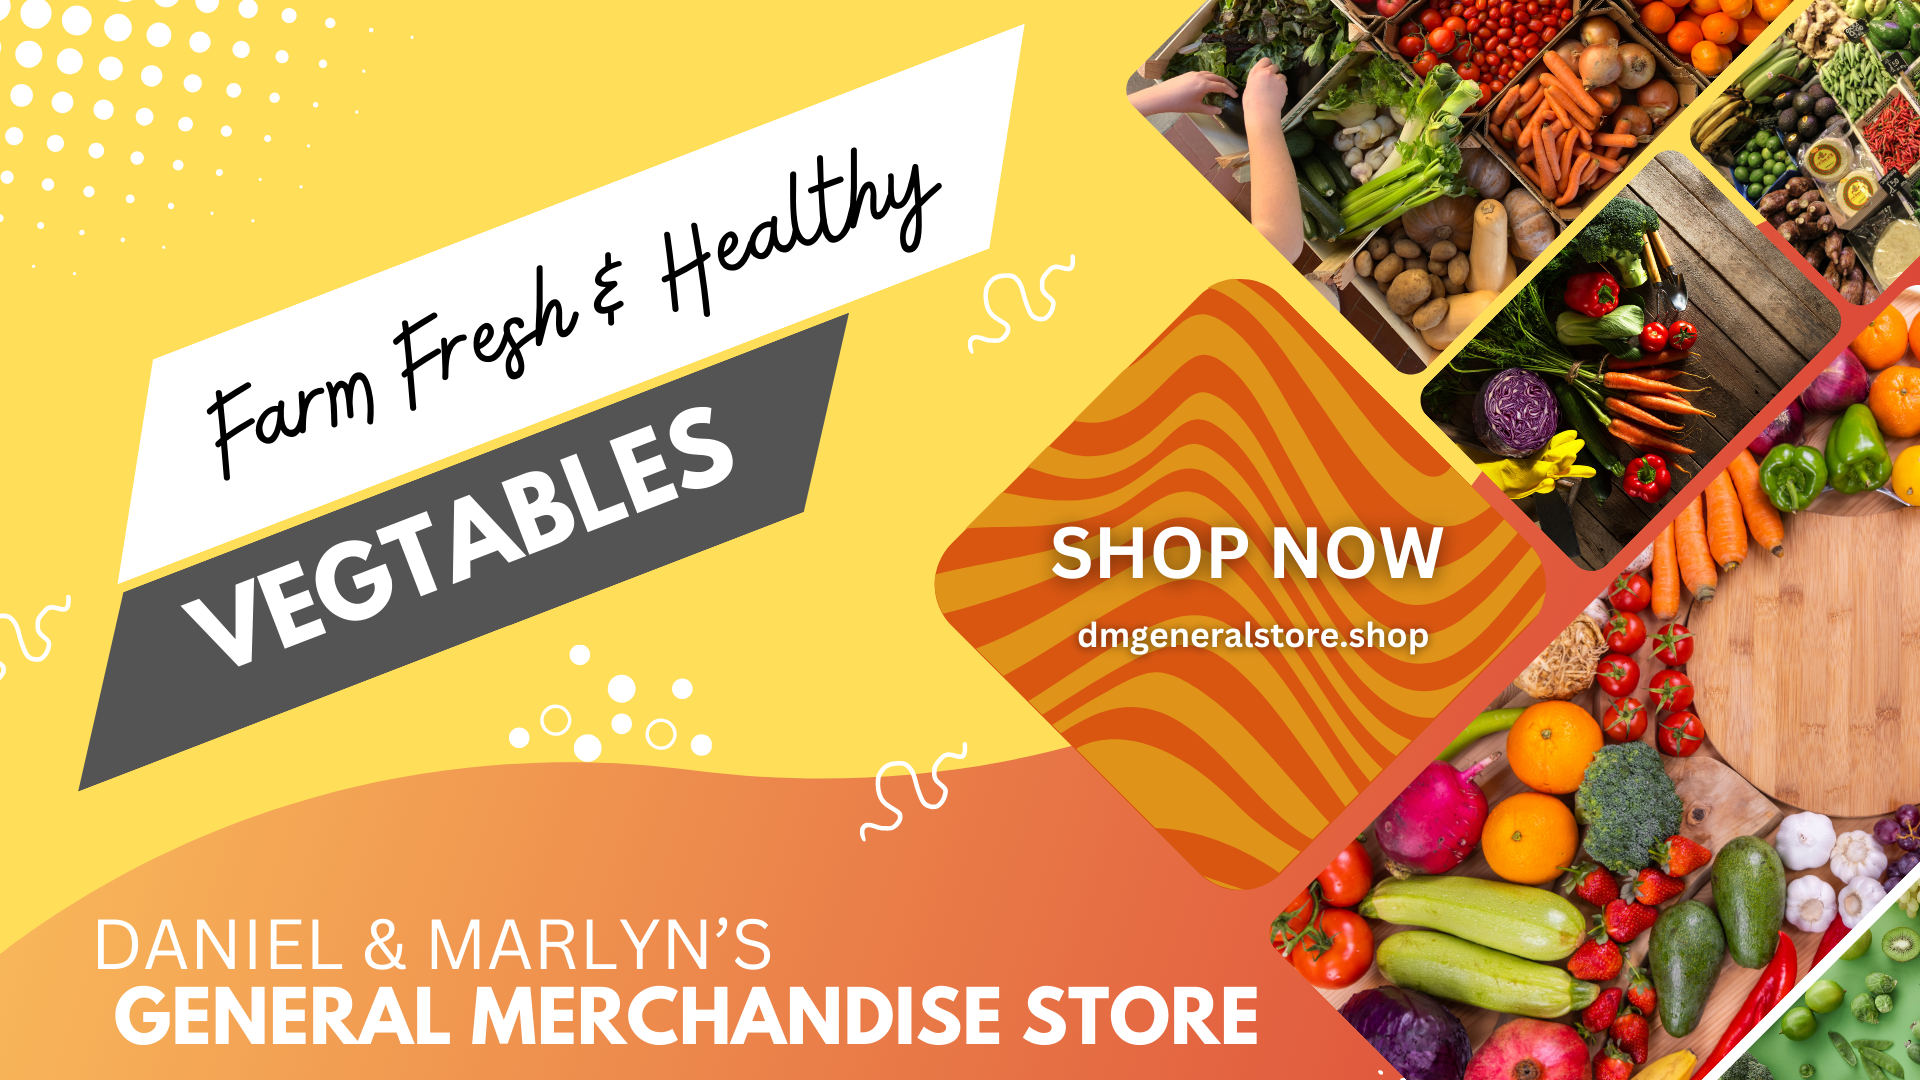 Farm Fresh & Healthy
VEGTABLES
SHOP NOW
dmgeneralstore.shop
DANIEL & MARLYN’S
GENERAL MERCHANDISE STORE